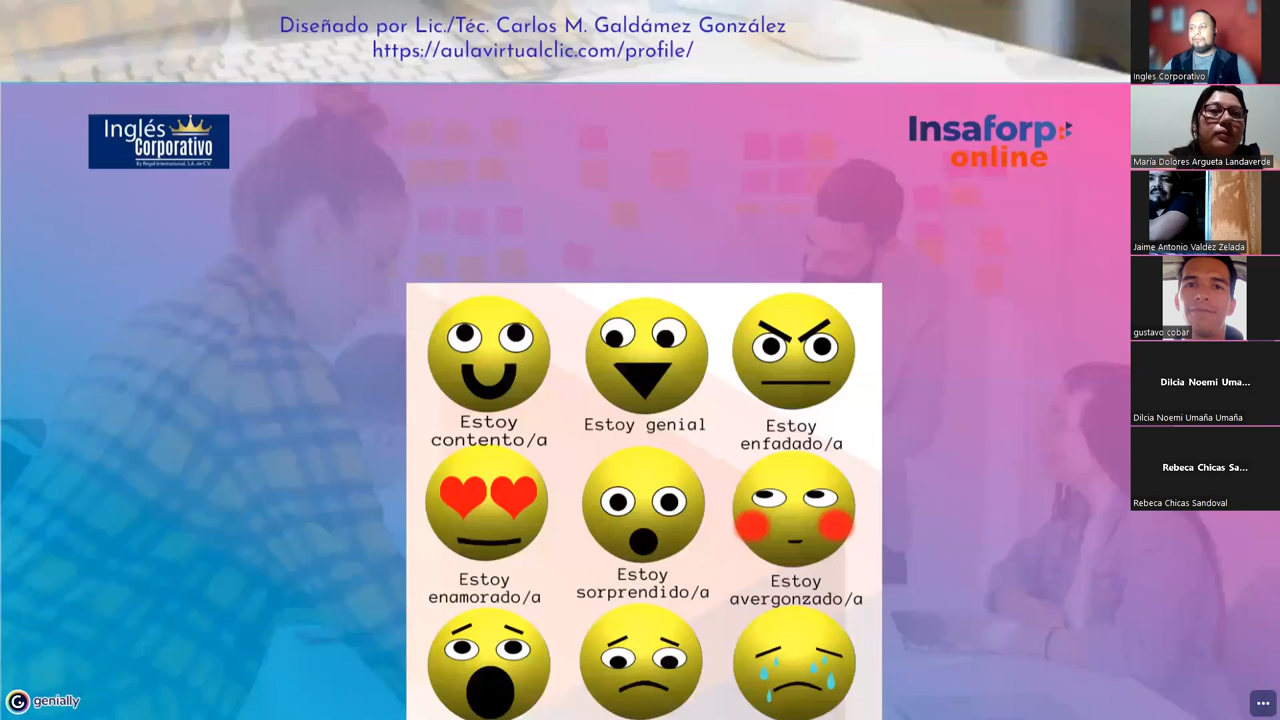 Diseñado por Lic./Téc. Carlos M. Galdámez González
https://aulavirtualclic.com/profile/
Inglés
Corporativo
By Regal International, S.A. de C.V.
Insaforp
online
Estoy
contento/a
Estoy genial
Estoy
enfadado/a
Estoy
enamorado/a
Estoy
sorprendido/a
Estoy
avergonzado/a
genially
Ingles Corporativo
María Dolores Argueta Landaverde
Jaime Antonio Valdez Zelada
gustavo cobar
Dilcia Noemi Uma...
Dilcia Noemi Umaña Umaña
Rebeca Chicas Sa...
Rebeca Chicas Sandoval